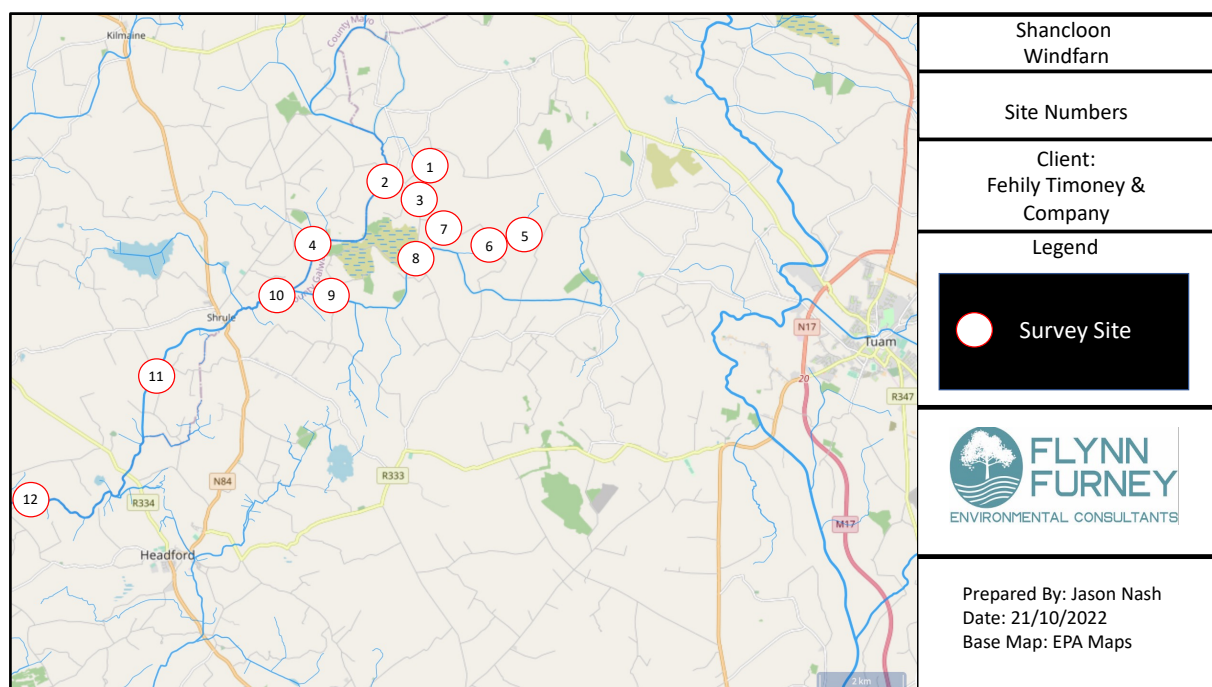 Kilmaine
County Mayo
1
2
3
7
5
6
4
8
10
9
Shrule
11
N17
Tuam
20
R347
R333
N84
12
R334
M17
Headford
2 km
Shancloon
Windfarn
Site Numbers
Client:
Fehily Timoney &
Company
Legend
Survey Site
FLYNN
FURNEY
ENVIRONMENTAL CONSULTANTS
Prepared By: Jason Nash
Date: 21/10/2022
Base Map: EPA Maps